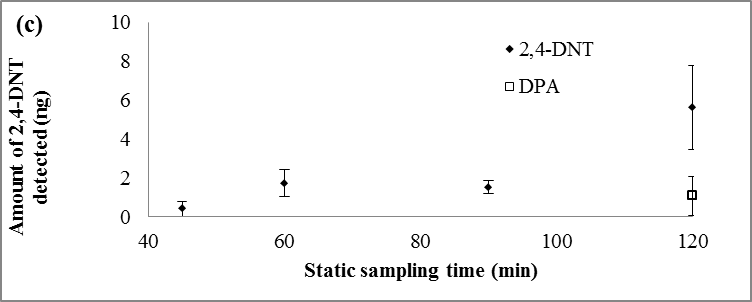 (c)
Amount of 2,4-DNT
detected (ng)
10
8
6
4
2
0
2,4-DNT
DPA
40
60
80
100
120
Static sampling time (min)